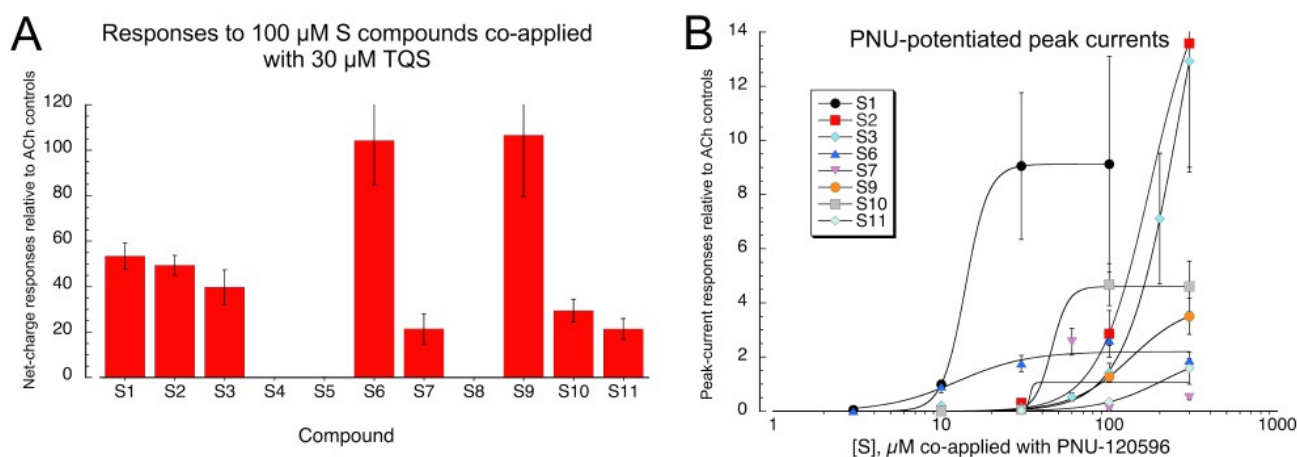 A
Responses to 100 µM S compounds co-applied
with 30 µM TQS
Net-charge responses relative to ACh controls
120
100
80
60
40
20
0
S1 S2 S3 S4 S5 S6 S7 S8 S9 S10 S11
Compound
B
PNU-potentiated peak currents
Peak-current responses relative to ACh controls
14
12
10
8
6
4
2
0
S1
S2
S3
S6
S7
S9
S10
S11
1 10 100 1000
[S], µM co-applied with PNU-120596